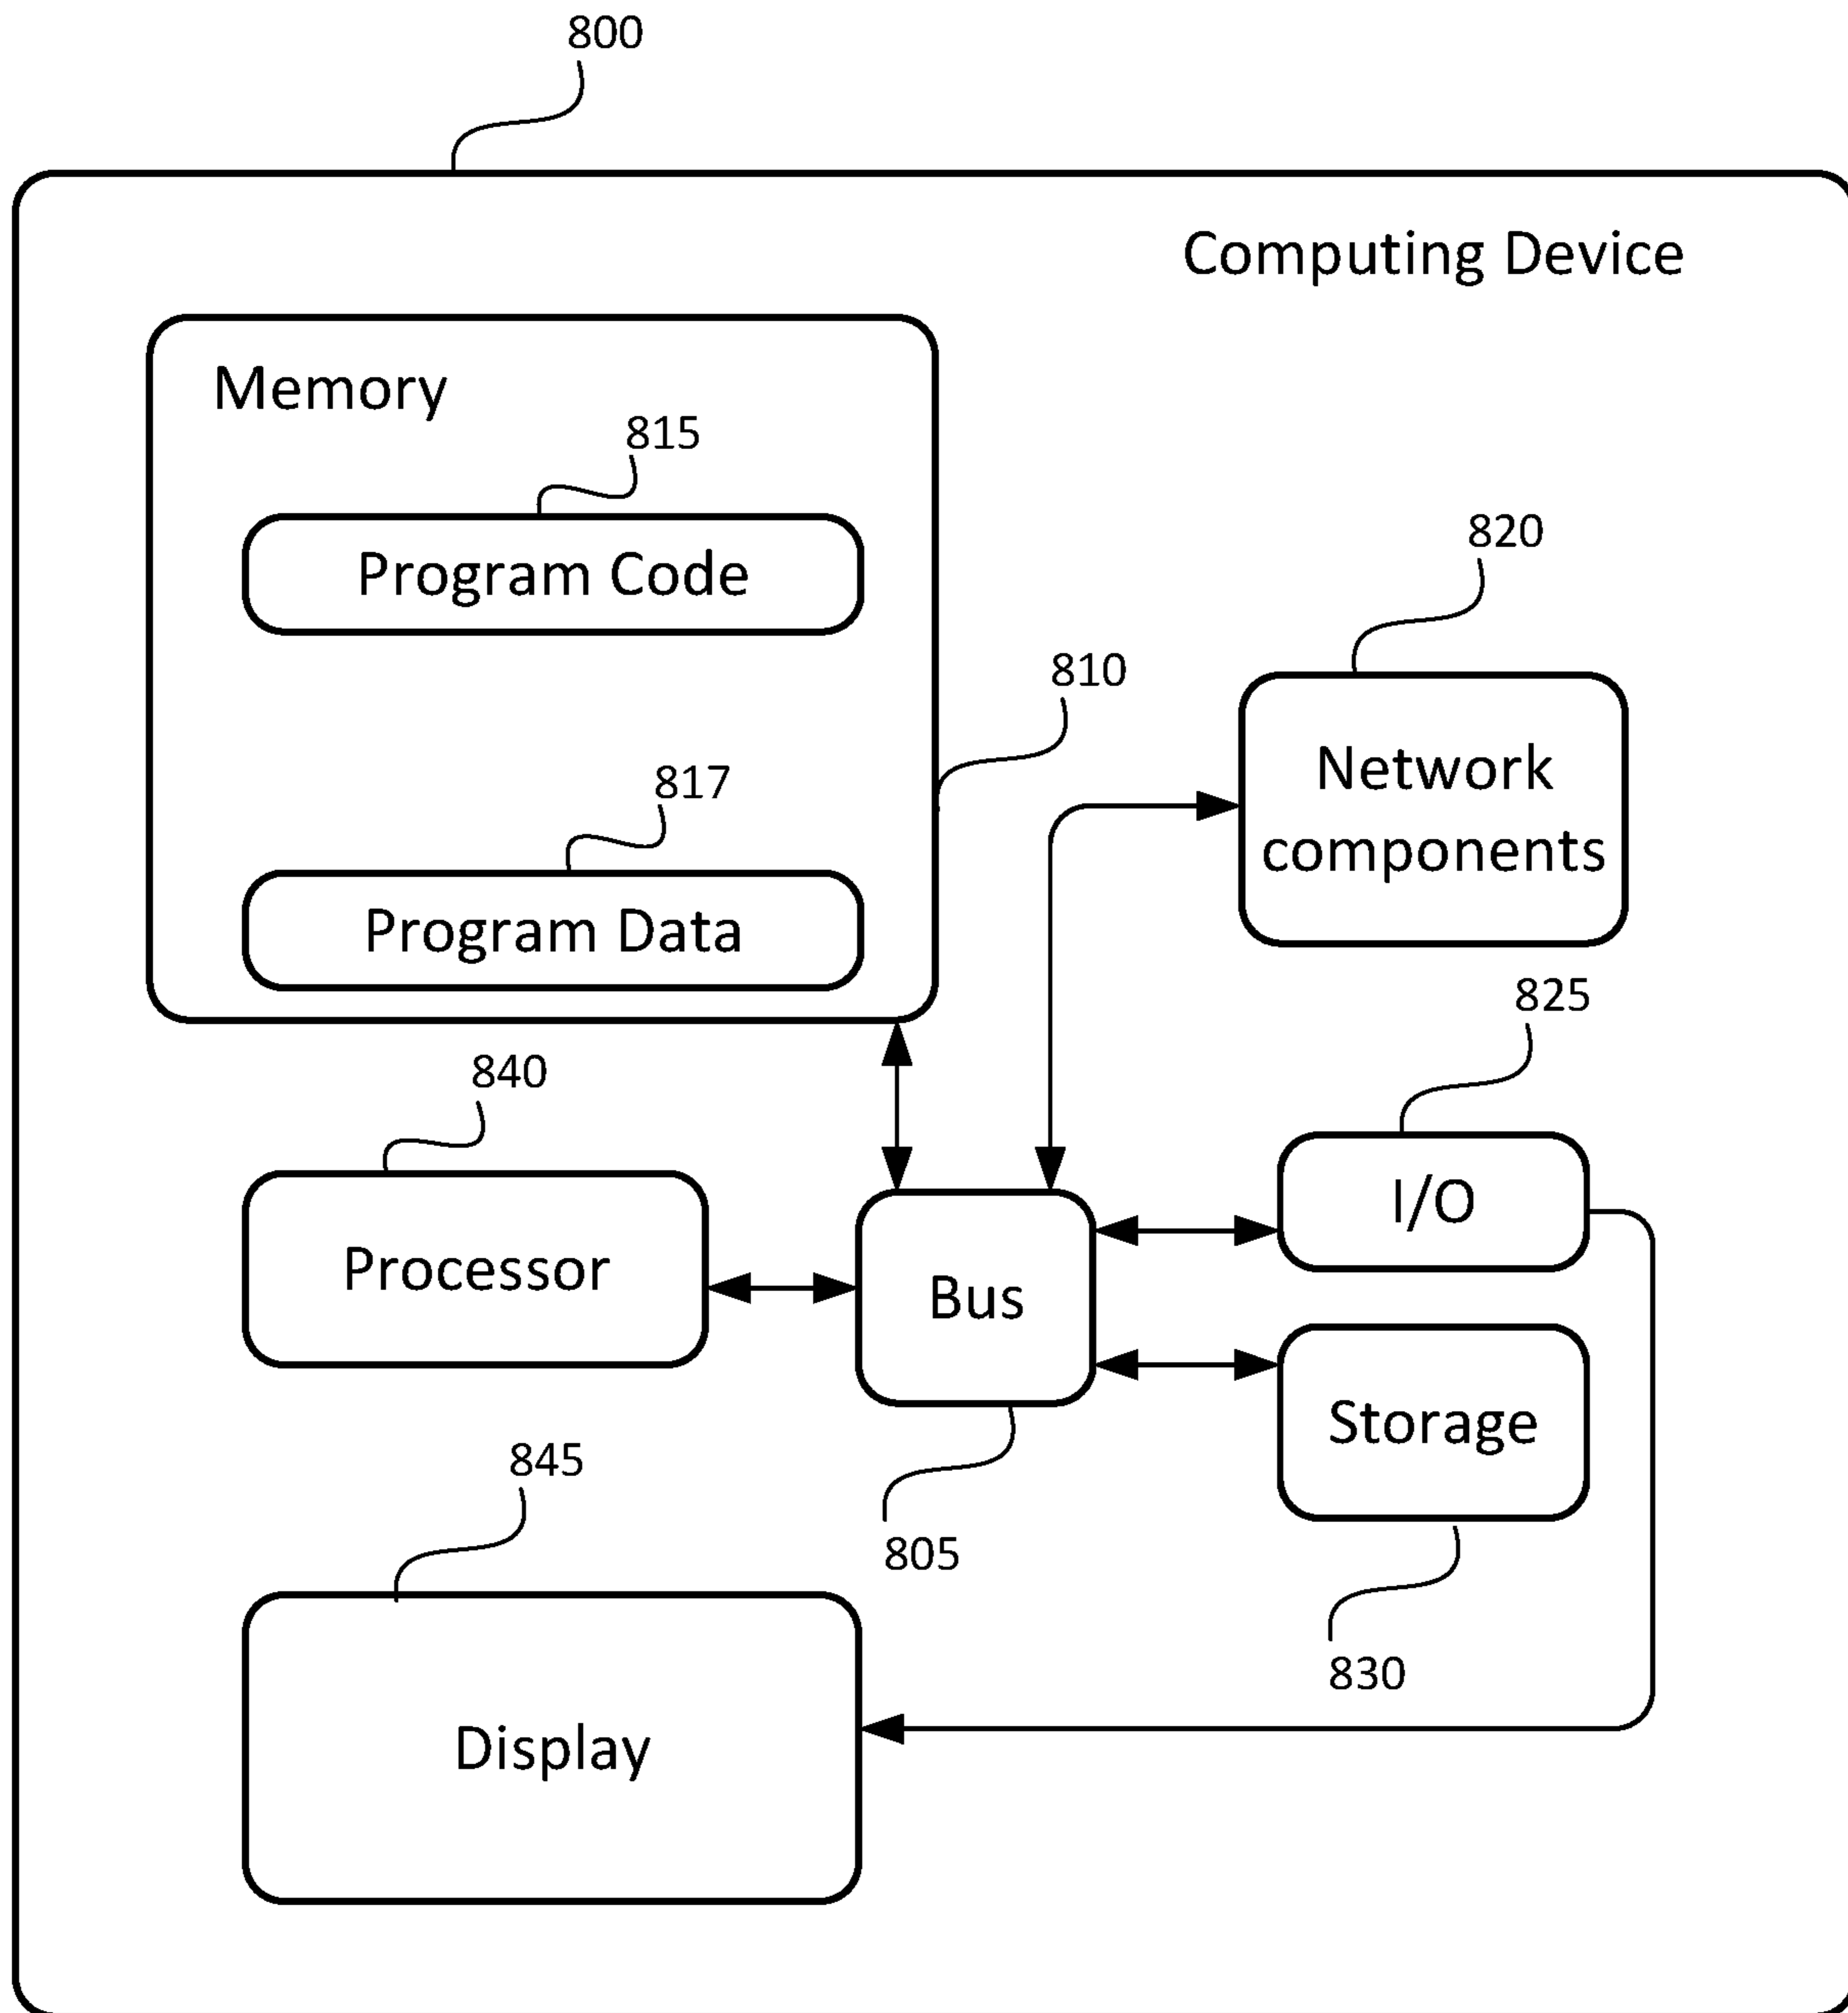 800
Computing Device
Memory
815
Program Code
820
810
Network
components
817
Program Data
825
840
I/O
Processor
Bus
Storage
845
805
830
Display